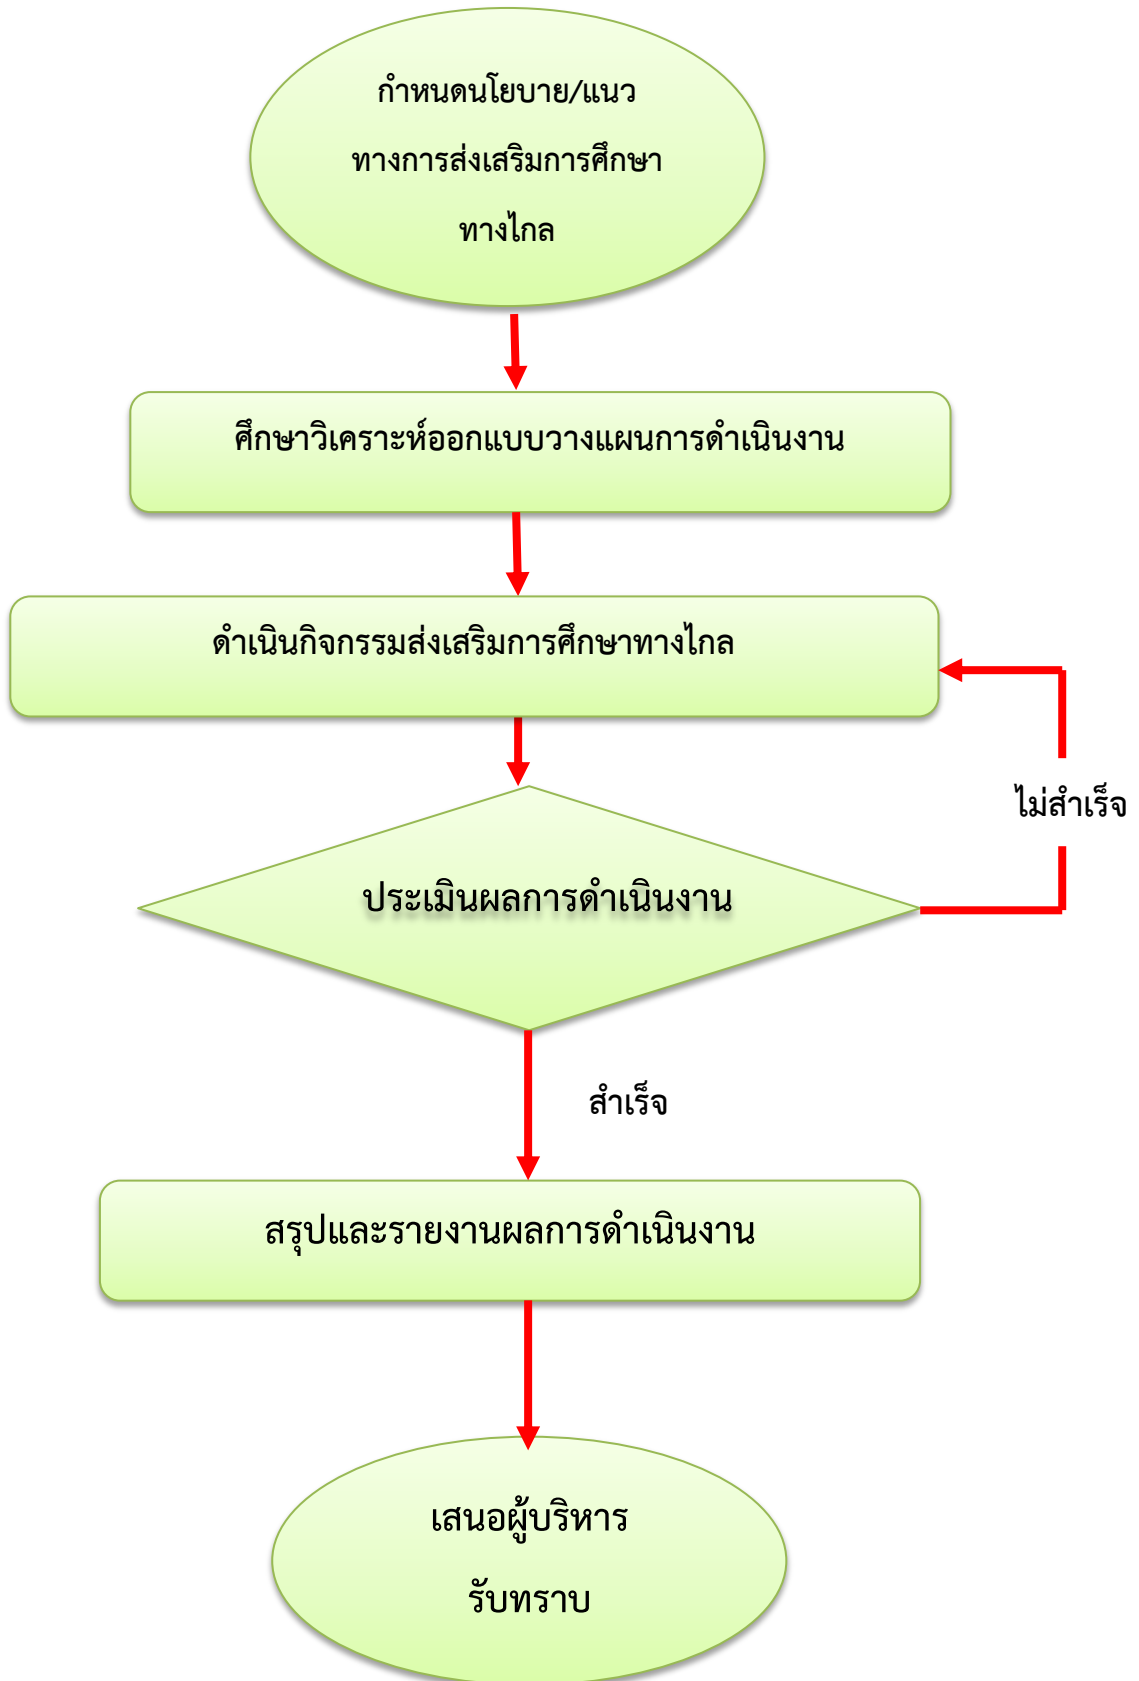 กำหนดนโยบาย/แนว
ทางการส่งเสริมการศึกษา
ทางไกล
ศึกษาวิเคราะห์ออกแบบวางแผนการดำเนินงาน
ดำเนินกิจกรรมส่งเสริมการศึกษาทางไกล
ไม่สำเร็จ
ประเมินผลการดำเนินงาน
สำเร็จ
สรุปและรายงานผลการดำเนินงาน
เสนอผู้บริหาร
รับทราบ